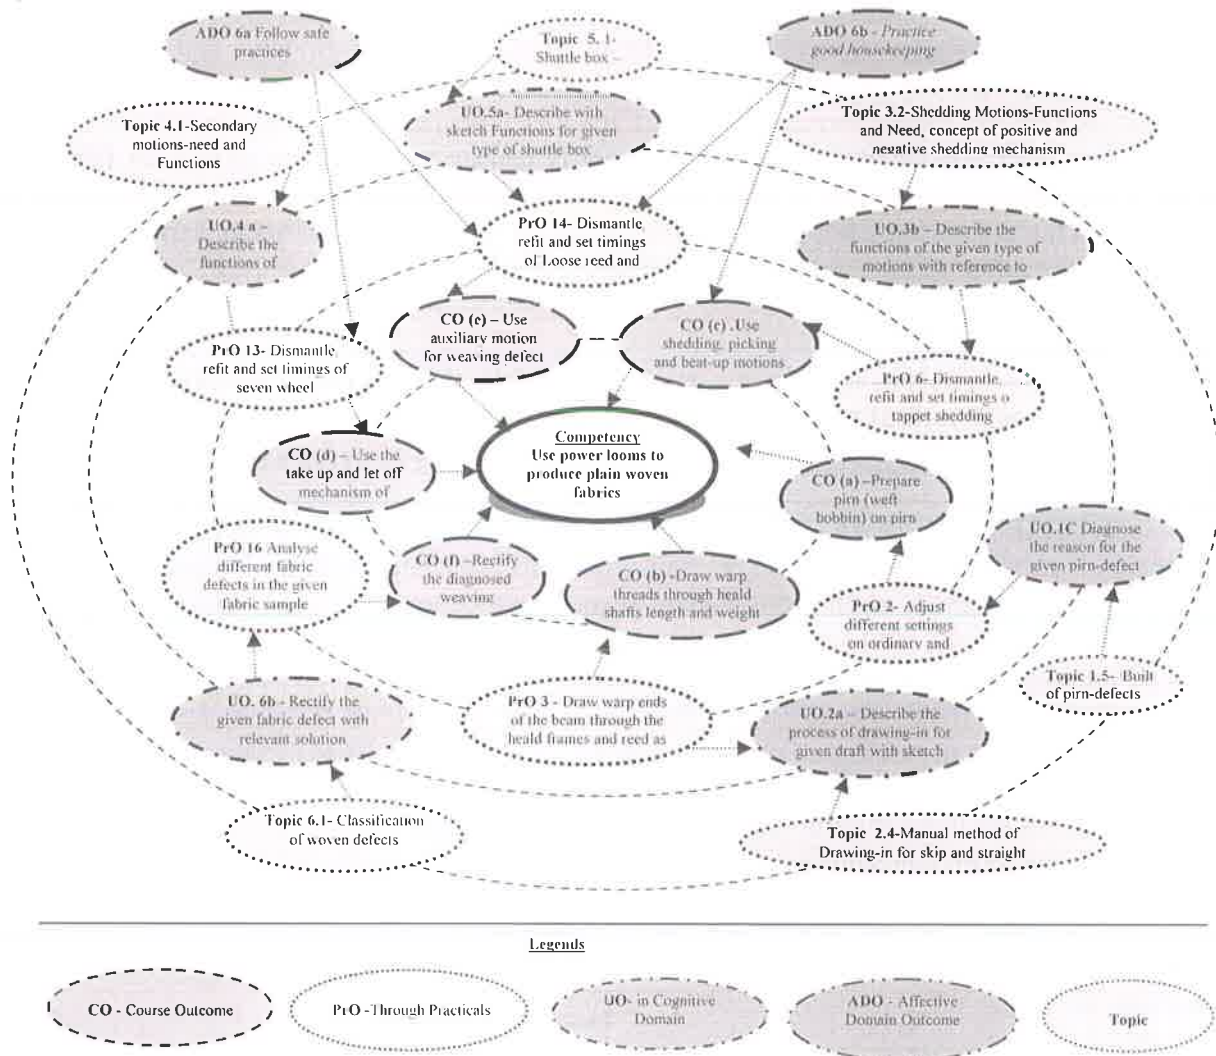 ADO 6a Follow safe
practices
Topic 5. 1-
Shuttle box –
ADO 6b - Practice
good housekeeping
Topic 4.1-Secondary
motions-need and
Functions
UO.5a- Describe with
sketch Functions for given
type of shuttle box
Topic 3.2-Shedding Motions-Functions
and Need, concept of positive and
negative shedding mechanism
UO.4 a –
Describe the
functions of
PrO 14- Dismantle,
refit and set timings
of Loose reed and
UO.3b – Describe the
functions of the given type of
motions with reference to
PrO 13- Dismantle
refit and set timings of
seven wheel
CO (e) – Use
auxiliary motion
for weaving defect
CO (c) .Use
shedding, picking
and beat-up motions
PrO 6- Dismantle,
refit and set timings o
tappet shedding
CO (d) – Use the
take up and let off
mechanism of
Competency
Use power looms to
produce plain woven
fabrics
CO (a) –Prepare
pirn (weft
bobbin) on pirn
UO.1C Diagnose
the reason for the
given pirn-defect
PrO 16 Analyse
different fabric
defects in the given
fabric sample
CO (f) –Rectify
the diagnosed
weaving
CO (b) -Draw warp
threads through heald
shafts length and weight
PrO 2- Adjust
different settings
on ordinary and
Topic 1.5- Built
of pirn-defects
UO. 6b - Rectify the
given fabric defect with
relevant solution
PrO 3 - Draw warp ends
of the beam through the
heald frames and reed as
UO.2a – Describe the
process of drawing-in for
given draft with sketch
Topic 6.1- Classification
of woven defects
Topic 2.4-Manual method of
Drawing-in for skip and straight
Legends
CO - Course Outcome
PrO -Through Practicals
UO- in Cognitive
Domain
ADO - Affective
Domain Outcome
Topic